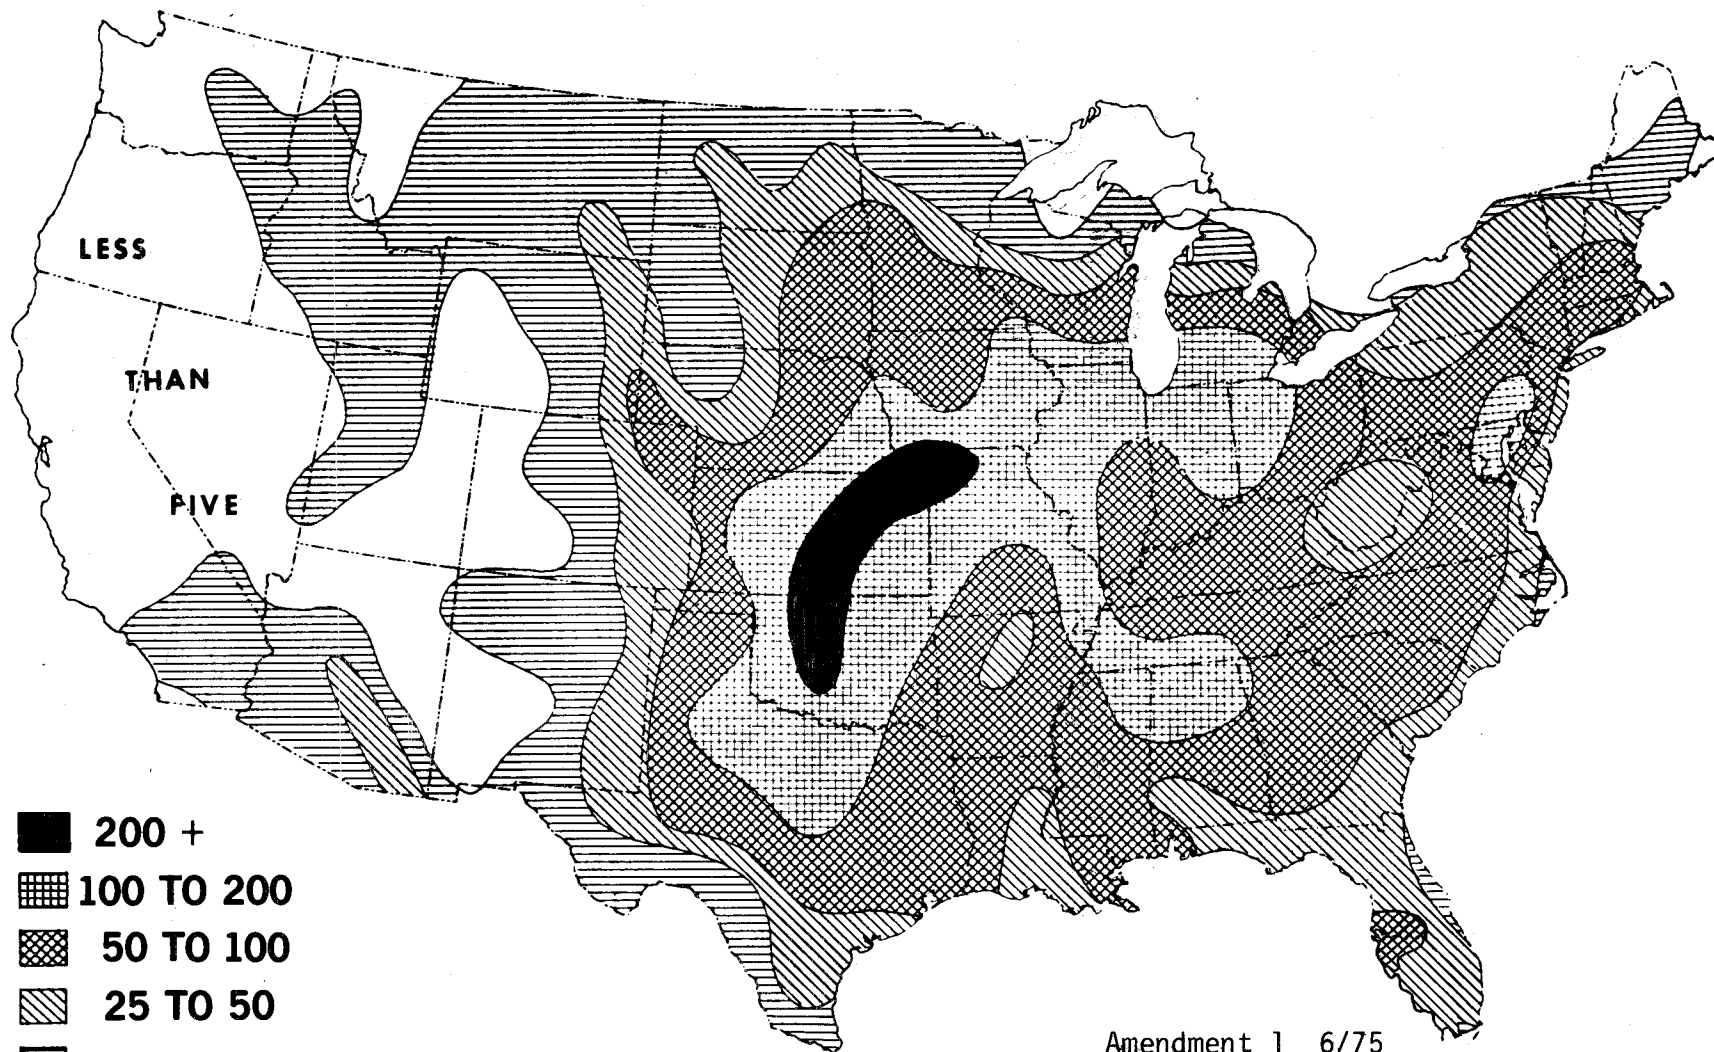 LESS
THAN
FIVE
200 +
100 TO 200
50 TO 100
25 TO 50
Amendment 1 6/75